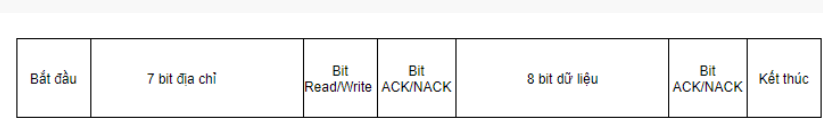 Bắt đầu
7 bit địa chỉ
Bit
Read/Write
Bit
ACK/NACK
8 bit dữ liệu
Bit
ACK/NACK
Kết thúc